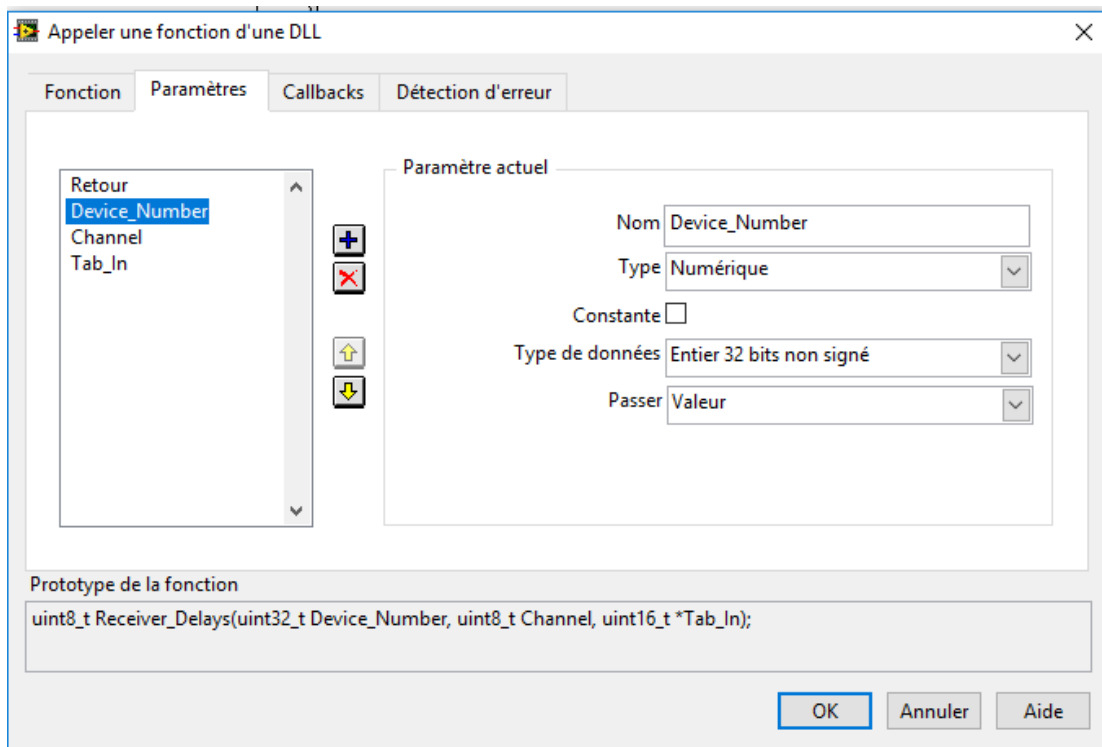 Appeler une fonction d'une DLL
Fonction Paramètres Callbacks Détection d'erreur
Retour
Device_Number
Channel
Tab_In
Paramètre actuel
Nom Device_Number
Type Numérique
Constante
Type de données Entier 32 bits non signé
Passer Valeur
Prototype de la fonction
uint8_t Receiver_Delays(uint32_t Device_Number, uint8_t Channel, uint16_t *Tab_In);
OK Annuler Aide